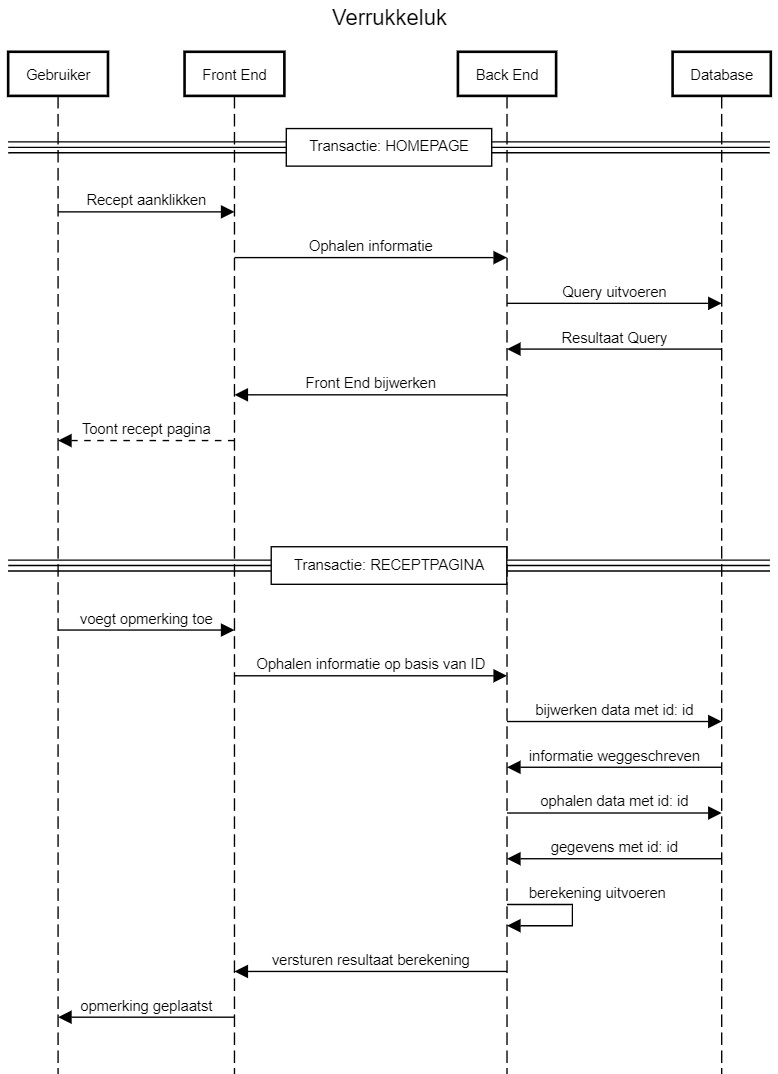 Verrukkeluk
Gebruiker
Front End
Back End
Database
Transactie: HOMEPAGE
Recept aanklikken
Ophalen informatie
Query uitvoeren
Resultaat Query
Front End bijwerken
Toont recept pagina
Transactie: RECEPTPAGINA
voegt opmerking toe
Ophalen informatie op basis van ID
bijwerken data met id: id
informatie weggeschreven
ophalen data met id: id
gegevens met id: id
berekening uitvoeren
versturen resultaat berekening
opmerking geplaatst